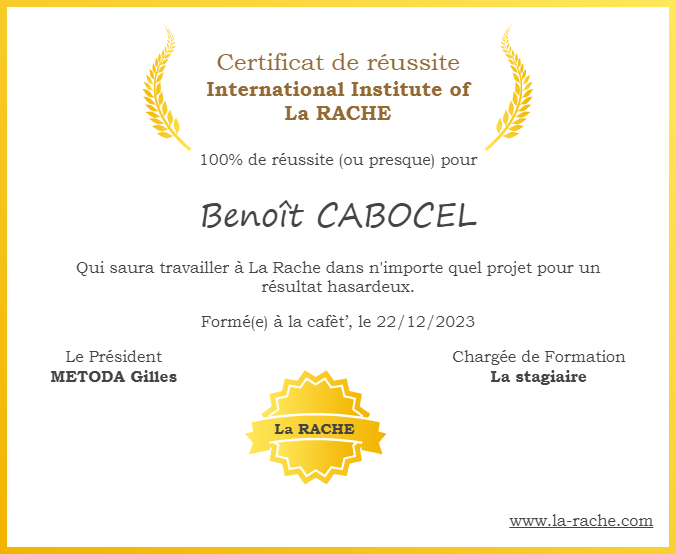 Certificat de réussite
International Institute of
La RACHE
100% de réussite (ou presque) pour
Benoît CABOCEL
Qui saura travailler à La Rache dans n'importe quel projet pour un
résultat hasardeux.
Formé(e) à la cafèt’, le 22/12/2023
Le Président
METODA Gilles
Chargée de Formation
La stagiaire
La RACHE
www.la-rache.com